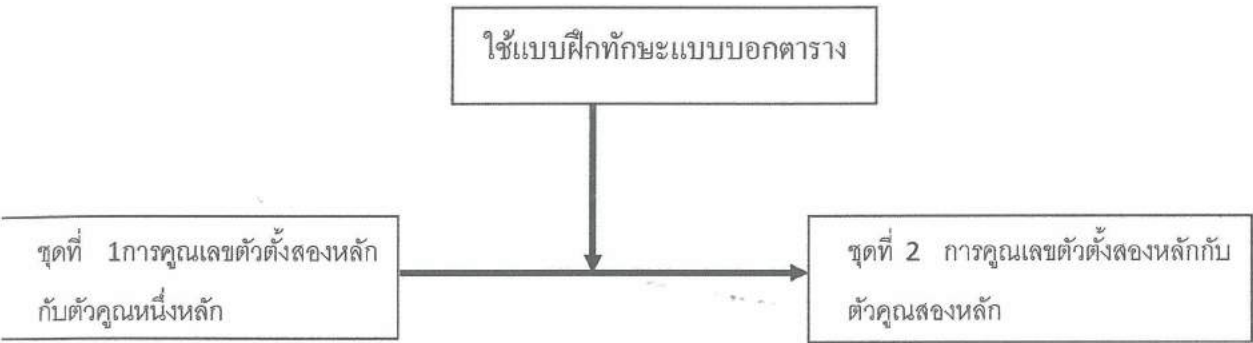 ใช้แบบฝึกทักษะแบบบอกตาราง
ชุดที่ 1การคูณเลขตัวตั้งสองหลัก
กับตัวคูณหนึ่งหลัก
ชุดที่ 2 การคูณเลขตัวตั้งสองหลักกับ
ตัวคูณสองหลัก